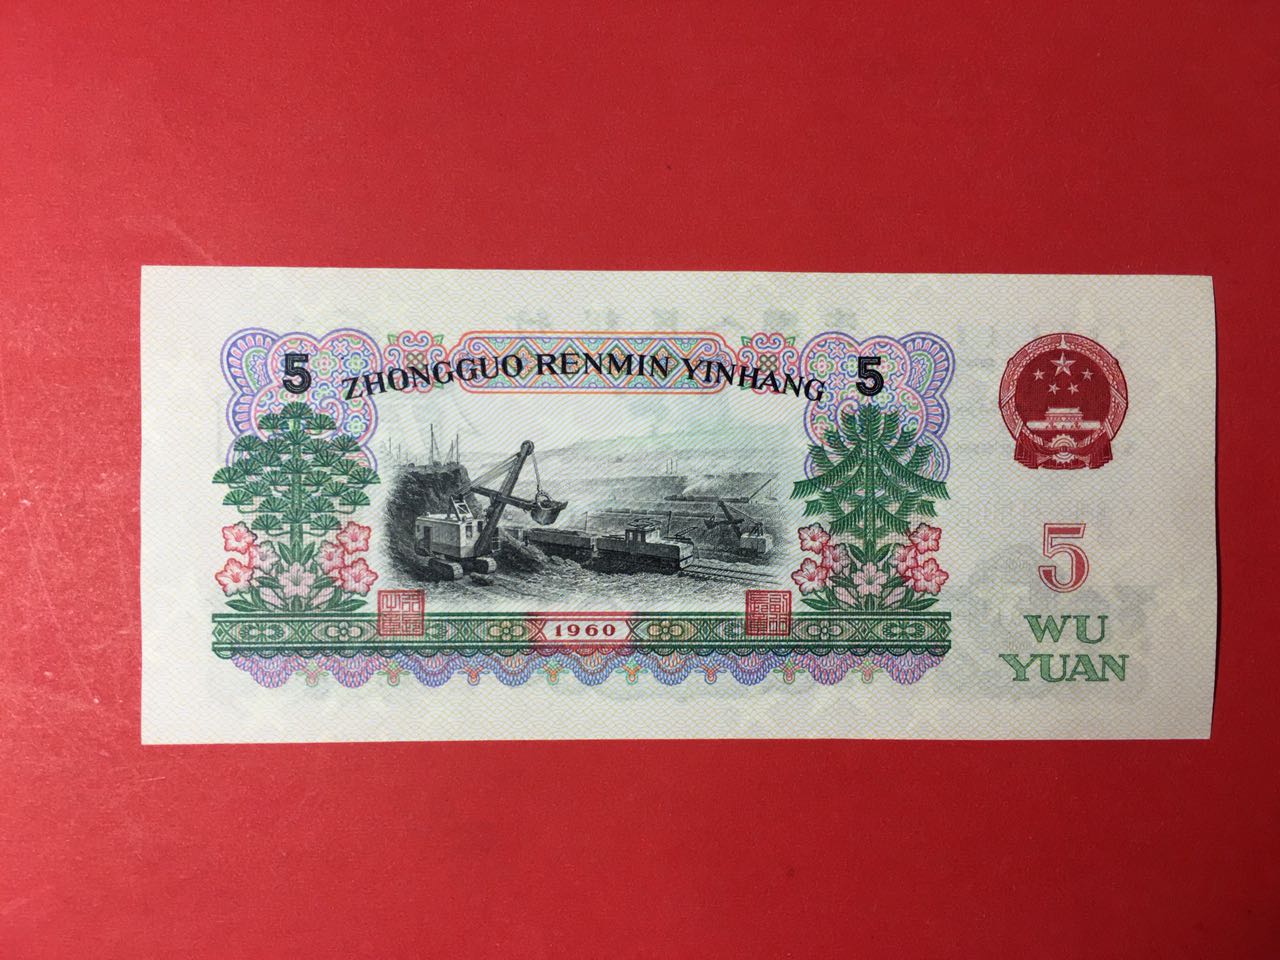 5 ZHONGGUO RENMIN YINHANG 5
1960
5
WU
YUAN